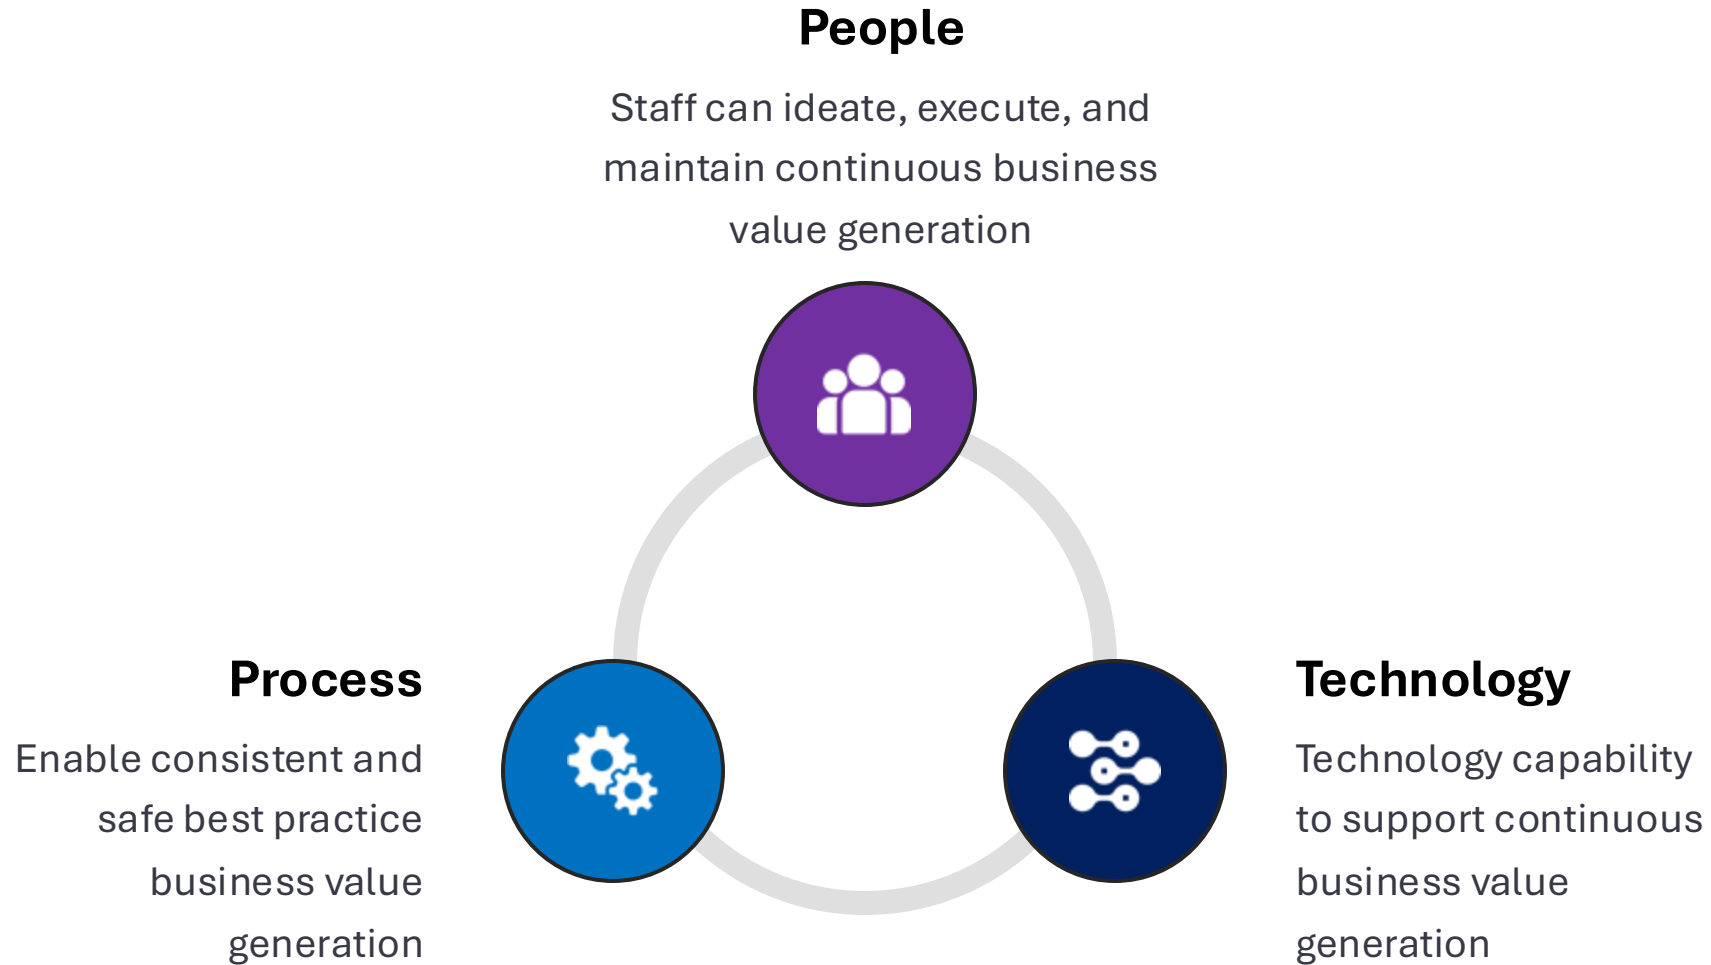 People
Staff can ideate, execute, and
maintain continuous business
value generation
Process
Enable consistent and
safe best practice
business value
generation
Technology
Technology capability
to support continuous
business value
generation